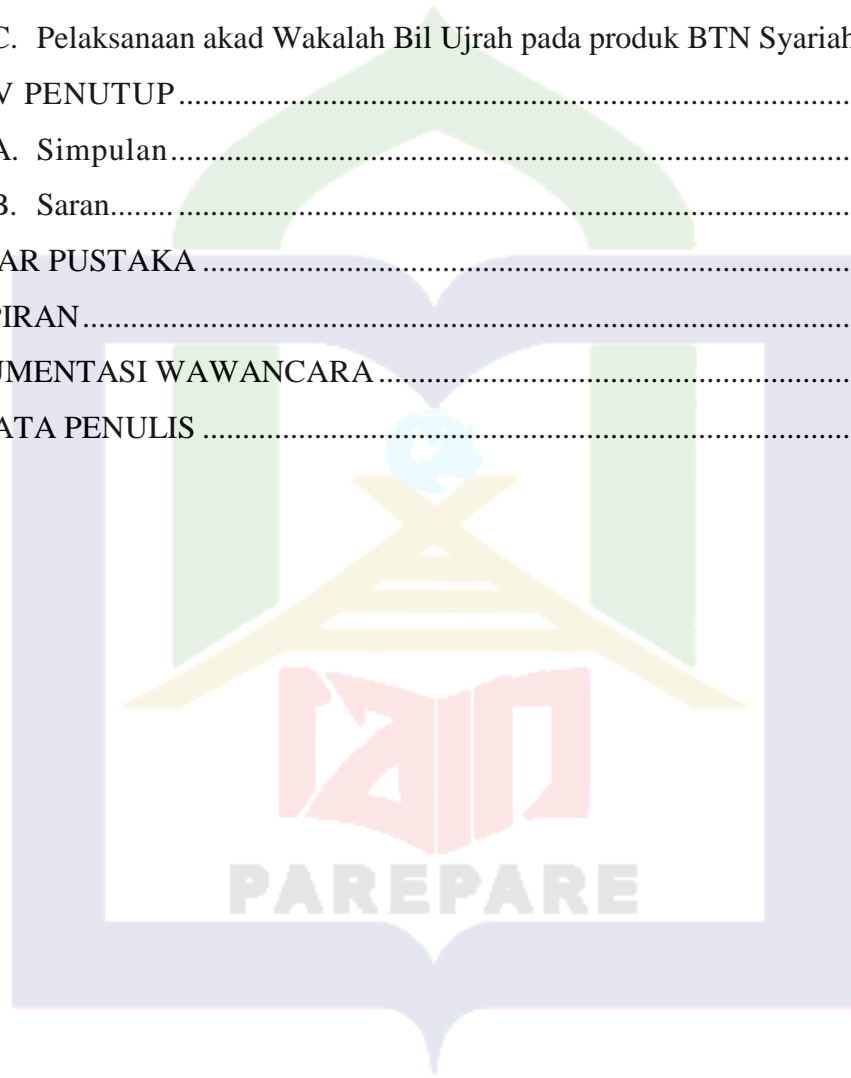 C. Pelaksanaan akad Wakalah Bil Ujrah pada produk BTN Syariah
V PENUTUP
A. Simpulan
B. Saran
AR PUSTAKA
PIRAN
UMENTASI WAWANCARA
ATA PENULIS
PAREPARE